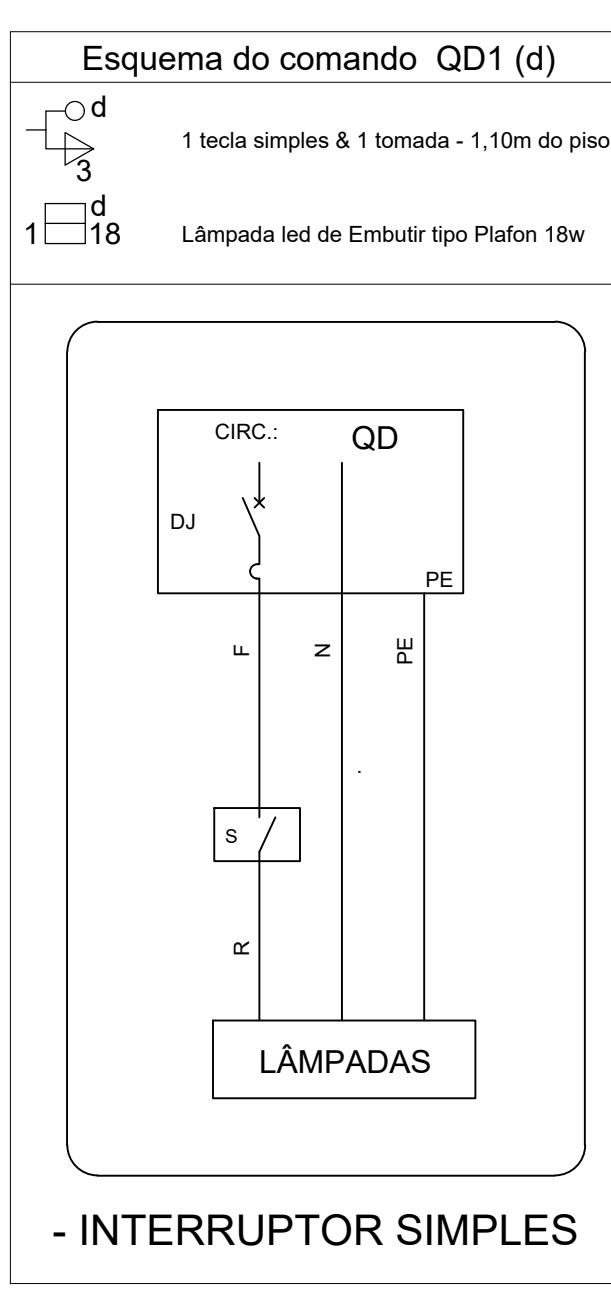 Esquema do comando QD1 (d)
d
1 tecla simples & 1 tomada - 1,10m do piso
3
d
1 18
Lâmpada led de Embutir tipo Plafon 18w
CIRC.: QD
DJ
PE
F N PE
S
R
LÂMPADAS
- INTERRUPTOR SIMPLES